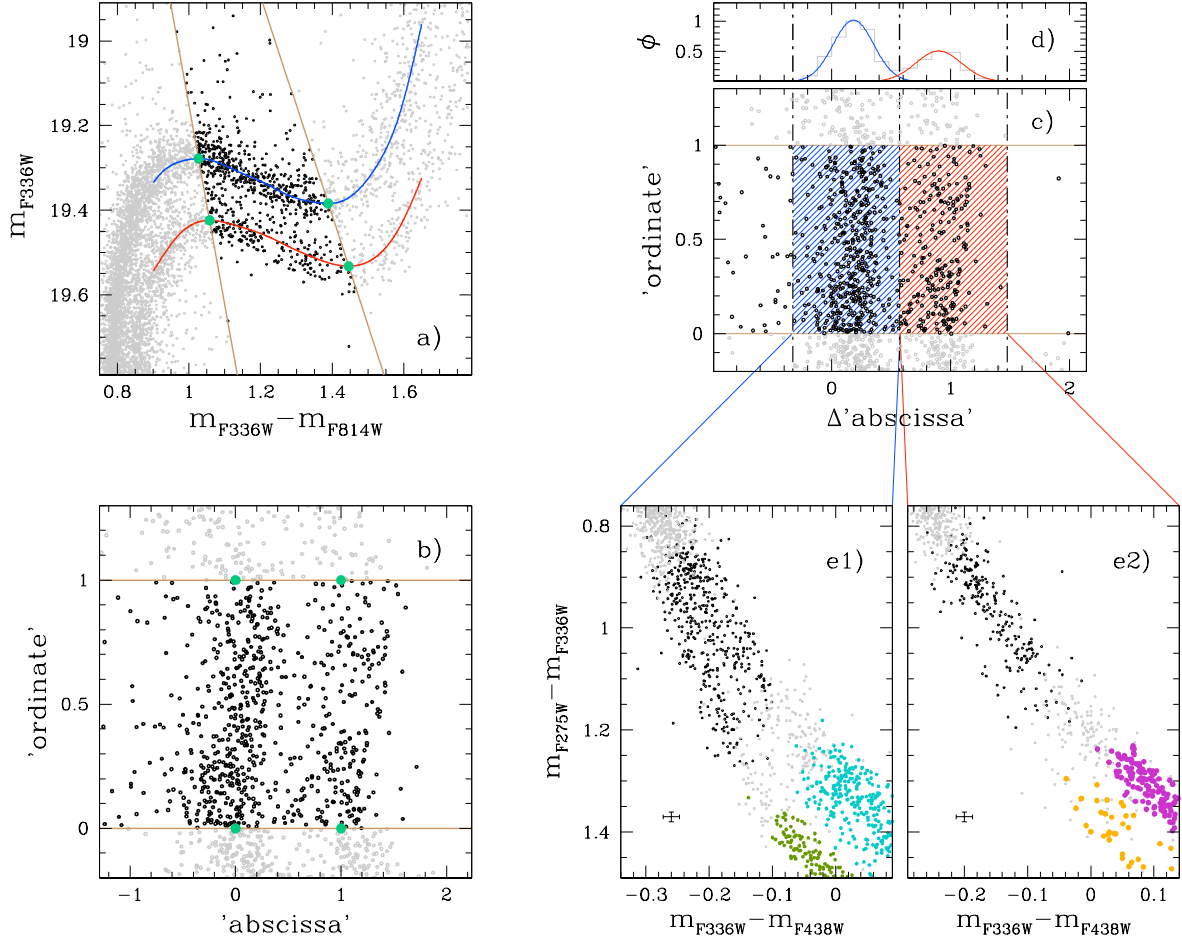 19
19.2
19.4
19.6
m_F336W
a)
0.8 1 1.2 1.4 1.6
m_F336W−m_F814W
1
0.5
ϕ
d)
c)
1
0.5
0
'ordinate'
0 1 2
Δ'abscissa'
b)
1
0.5
0
'ordinate'
−1 0 1 2
'abscissa'
0.8
1
1.2
1.4
m_F275W−m_F336W
e1)
e2)
−0.3 −0.2 −0.1 0
−0.2 −0.1 0 0.1
m_F336W−m_F438W
m_F336W−m_F438W